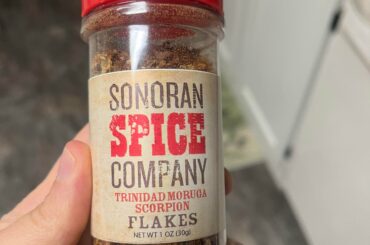 SONORAN
SPICE
COMPANY
TRINIDAD MORUGA
SCORPION
FLAKES
NET WT 1 OZ (30g)